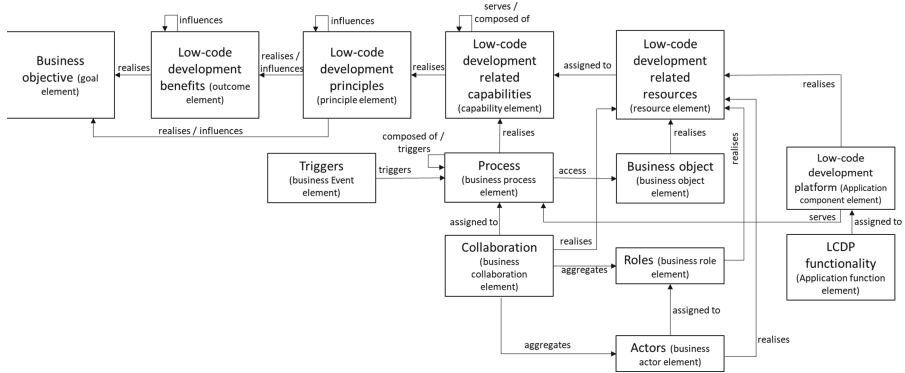 influences
influences
serves /
composed of
Business
objective (goal
element)
realises
Low-code
development
benefits (outcome
element)
realises /
influences
Low-code
development
principles
(principle element)
realises
Low-code
development
related
capabilities
(capability element)
assigned to
Low-code
development
related
resources
(resource element)
realises
realises / influences
composed of /
triggers
realises
realises
realises
Triggers
(business Event
element)
triggers
Process
(business process
element)
access
Business object
(business object
element)
Low-code
development
platform (Application
component element)
assigned to
serves
assigned to
Collaboration
(business
collaboration
element)
realises
aggregates
Roles (business role
element)
LCDP
functionality
(Application function
element)
assigned to
aggregates
Actors (business
actor element)
realises